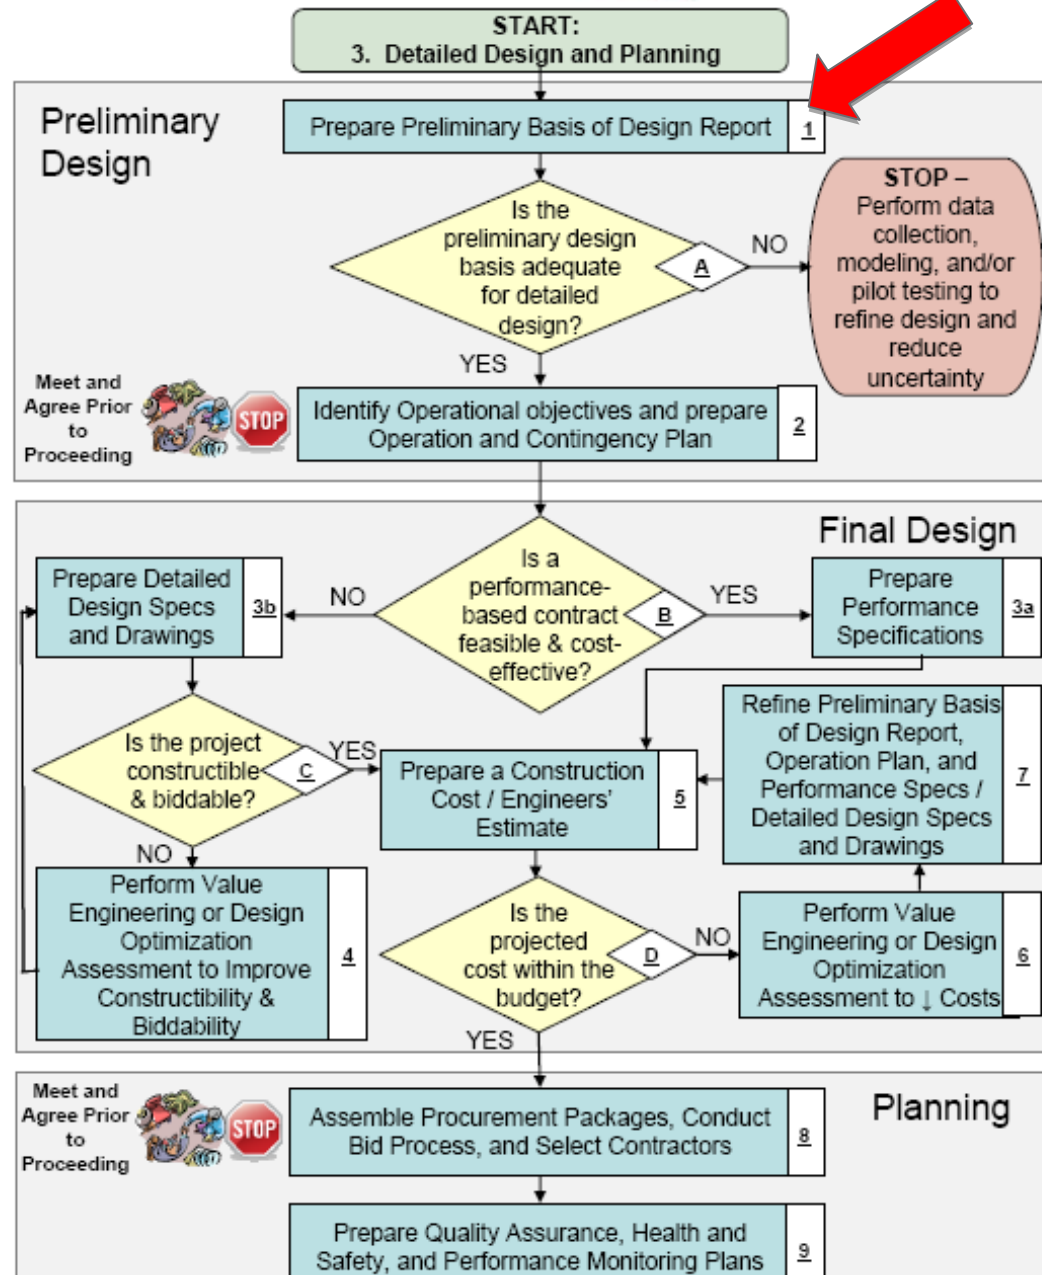 START:
3. Detailed Design and Planning
Preliminary
Design
Prepare Preliminary Basis of Design Report
1
Is the
preliminary design
basis adequate
for detailed
design?
A
NO
STOP –
Perform data
collection,
modeling, and/or
pilot testing to
refine design and
reduce
uncertainty
YES
Meet and
Agree Prior
to
Proceeding
STOP
Identify Operational objectives and prepare
Operation and Contingency Plan
2
Final Design
Is a
performance-
based contract
feasible & cost-
effective?
B
NO
YES
Prepare Detailed
Design Specs
and Drawings
3b
Prepare
Performance
Specifications
3a
Is the project
constructible
& biddable?
C
YES
NO
Prepare a Construction
Cost / Engineers'
Estimate
5
Refine Preliminary Basis
of Design Report,
Operation Plan, and
Performance Specs /
Detailed Design Specs
and Drawings
7
Perform Value
Engineering or Design
Optimization
Assessment to Improve
Constructibility &
Biddability
4
Is the
projected
cost within the
budget?
D
NO
YES
Perform Value
Engineering or Design
Optimization
Assessment to ↓ Costs
6
Planning
Meet and
Agree Prior
to
Proceeding
STOP
Assemble Procurement Packages, Conduct
Bid Process, and Select Contractors
8
Prepare Quality Assurance, Health and
Safety, and Performance Monitoring Plans
9